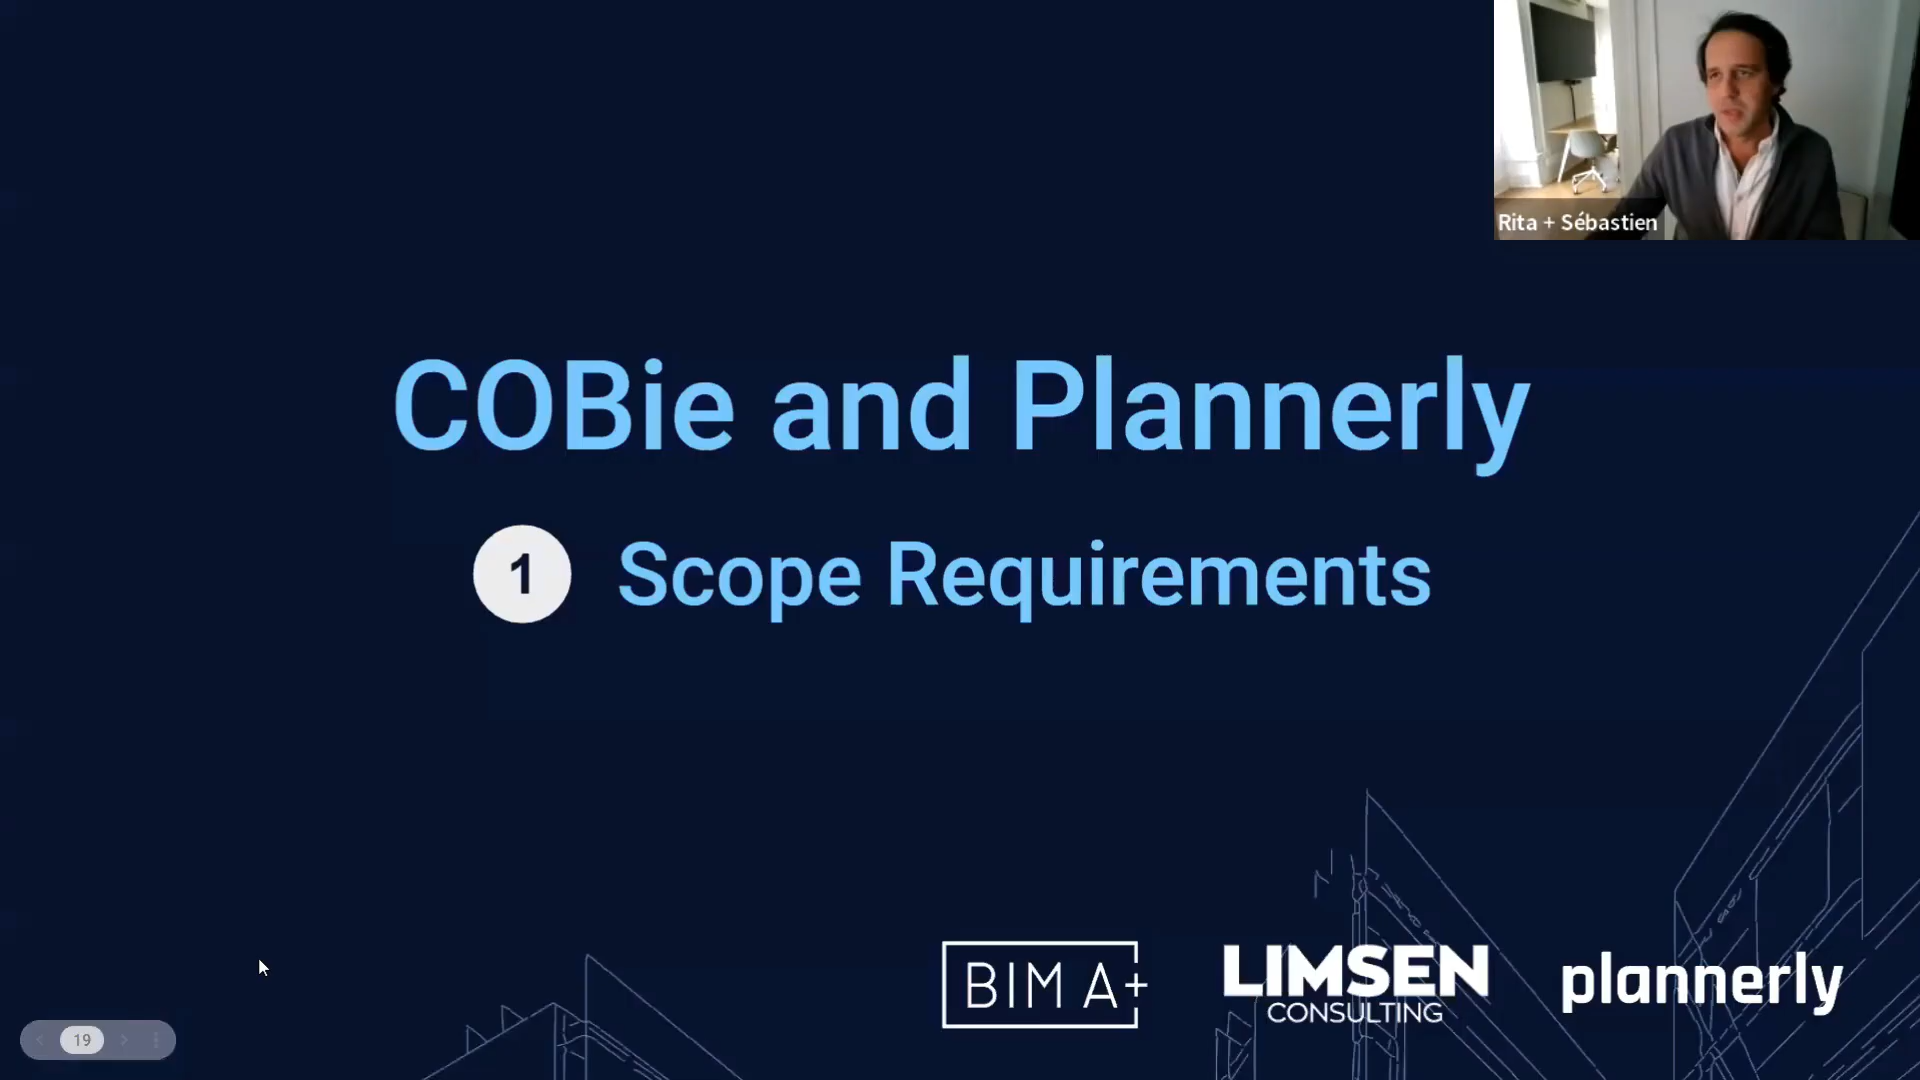 Rita + Sébastien
COBie and Plannerly
1 Scope Requirements
BIM A+
LIMSEN
CONSULTING
plannerly
19